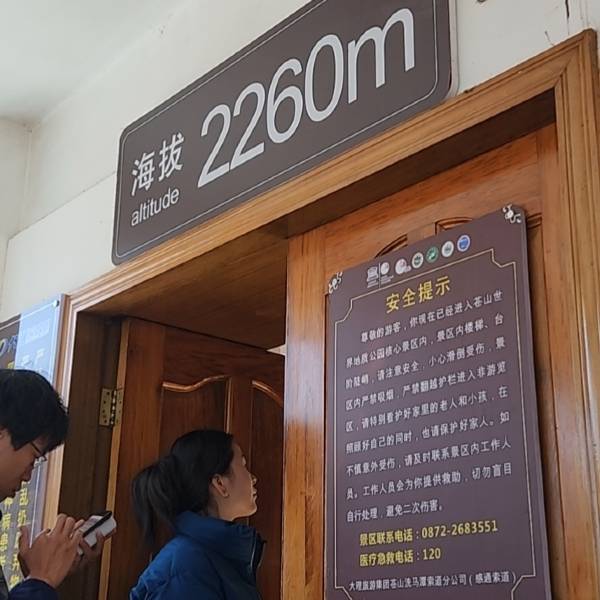 海拔 2260m
altitude
安全提示
尊敬的游客，你现在已经进入苍山世
界地质公园核心景区内，景区内楼梯、台
阶陡峭，请注意安全，小心滑倒受伤，景
区内严禁吸烟，严禁翻越护栏进入非游览
区，请特别看护好家里的老人和小孩，在
照顾好自己的同时，也请保护好家人。如
不慎意外受伤，请及时联系景区内工作人
员。工作人员会为你提供救助，切勿盲目
自行处理，避免二次伤害。
景区联系电话：0872-2683551
医疗急救电话：120
大理旅游集团苍山洗马潭索道分公司（感通索道）